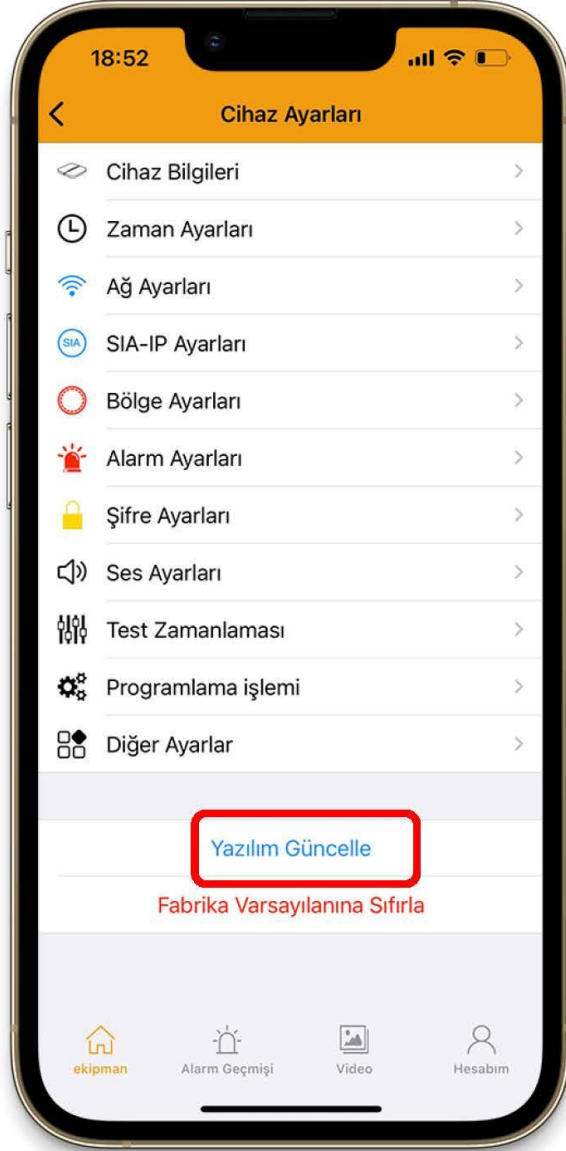 18:52
Cihaz Ayarları
Cihaz Bilgileri
Zaman Ayarları
Ağ Ayarları
SIA
SIA-IP Ayarları
Bölge Ayarları
Alarm Ayarları
Şifre Ayarları
Ses Ayarları
Test Zamanlaması
Programlama işlemi
Diğer Ayarlar
Yazılım Güncelle
Fabrika Varsayılanına Sıfırla
ekipman
Alarm Geçmişi
Video
Hesabım